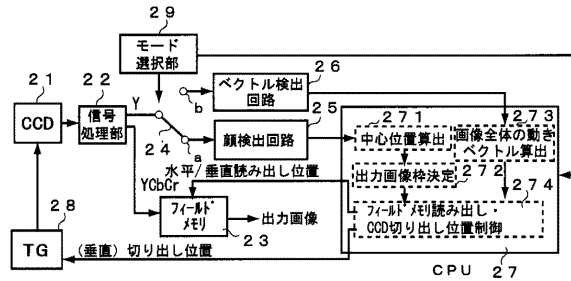 29
モード
選択部
26
ベクトル検出
回路
21
22
Y
b
25
273
CCD
信号
処理部
24
a
顔検出回路
271
中心位置算出
画像全体の動き
ベクトル算出
水平/垂直読み出し位置
YCbCr
出力画像枠決定
272
274
28
フィールド
メモリ
23
出力画像
フィールドメモリ読み出し・
CCD切り出し位置制御
TG
(垂直) 切り出し位置
CPU
27